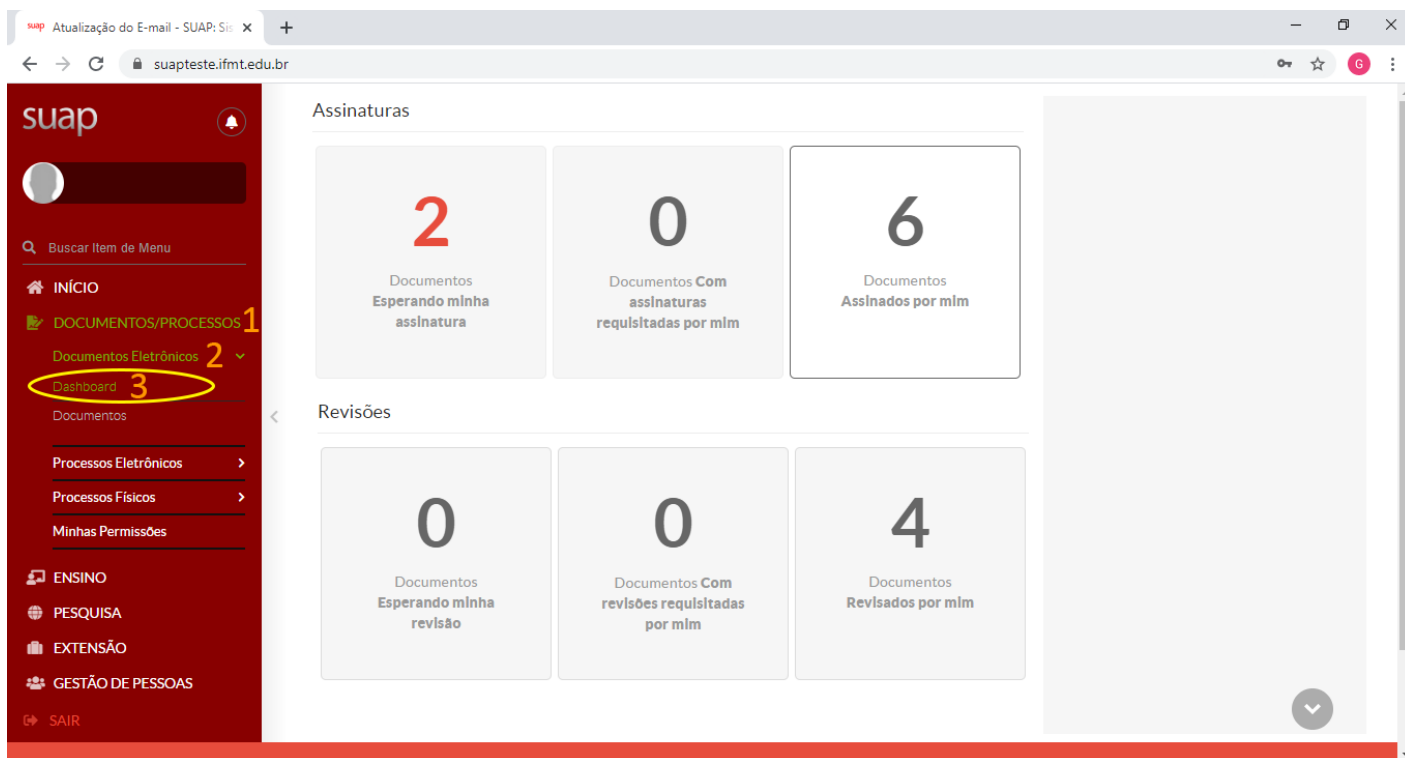 suap Atualização do E-mail - SUAP: Sis
suapteste.ifmt.edu.br
G
suap
Buscar Item de Menu
INÍCIO
DOCUMENTOS/PROCESSOS 1
Documentos Eletrônicos 2
Dashboard 3
Documentos
Processos Eletrônicos
Processos Físicos
Minhas Permissões
ENSINO
PESQUISA
EXTENSÃO
GESTÃO DE PESSOAS
SAIR
Assinaturas
2
Documentos
Esperando minha
assinatura
0
Documentos Com
assinaturas
requisitadas por mim
6
Documentos
Assinados por mim
Revisões
0
Documentos
Esperando minha
revisão
0
Documentos Com
revisões requisitadas
por mim
4
Documentos
Revisados por mim